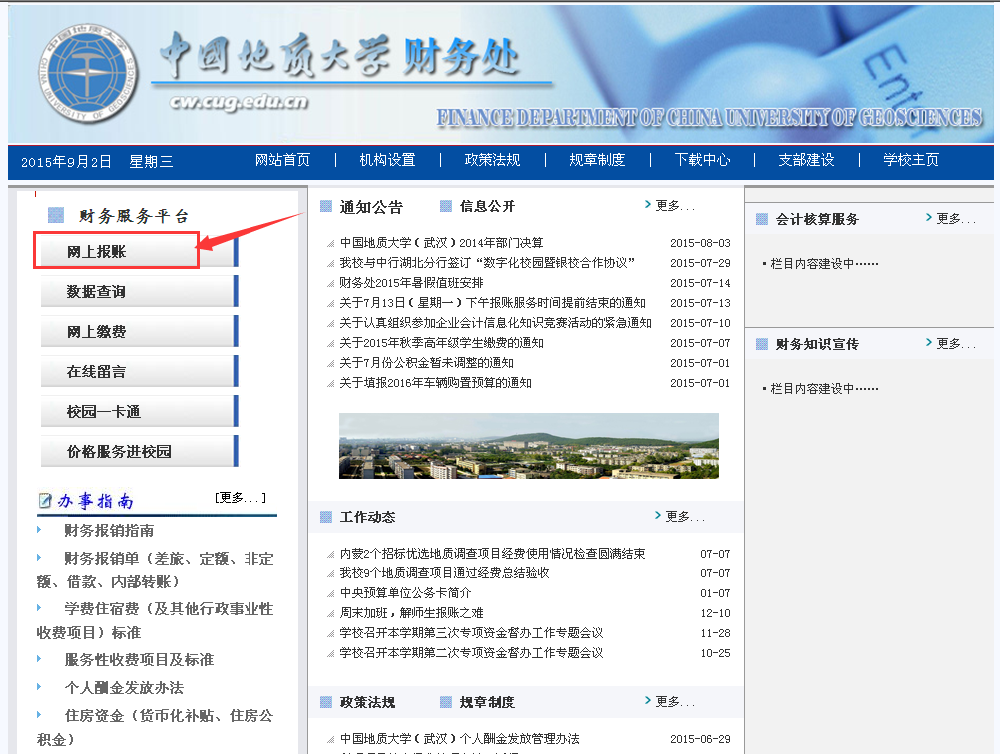 中国地质大学 财务处
CHINA UNIVERSITY OF GEOSCIENCES
cw.cug.edu.cn
Enter
FINANCE DEPARTMENT OF CHINA UNIVERSITY OF GEOSCIENCES
2015年9月2日 星期三 网站首页 | 机构设置 | 政策法规 | 规章制度 | 下载中心 | 支部建设 | 学校主页
财务服务平台
网上报账
数据查询
网上缴费
在线留言
校园一卡通
价格服务进校园
办事指南 [更多...]
财务报销指南
财务报销单（差旅、定额、非定
额、借款、内部转账）
学费住宿费（及其他行政事业性
收费项目）标准
服务性收费项目及标准
个人酬金发放办法
住房资金（货币化补贴、住房公
积金）
通知公告 信息公开 更多...
中国地质大学（武汉）2014年部门决算 2015-08-03
我校与中行湖北分行签订“数字化校园暨银校合作协议” 2015-07-29
财务处2015年暑假值班安排 2015-07-14
关于7月13日（星期一）下午报账服务时间提前结束的通知 2015-07-13
关于认真组织参加企业会计信息化知识竞赛活动的紧急通知 2015-07-10
关于2015年秋季高年级学生缴费的通知 2015-07-07
关于7月份公积金暂未调整的通知 2015-07-01
关于填报2016年车辆购置预算的通知 2015-07-01
工作动态 更多...
内蒙2个招标优选地质调查项目经费使用情况检查圆满结束 07-07
我校9个地质调查项目通过经费总结验收 07-07
中央预算单位公务卡简介 01-07
周末加班，解师生报账之难 12-10
学校召开本学期第三次专项资金督办工作专题会议 11-28
学校召开本学期第二次专项资金督办工作专题会议 10-25
政策法规 规章制度 更多...
中国地质大学（武汉）个人酬金发放管理办法 2015-06-29
会计核算服务 更多...
·栏目内容建设中……
财务知识宣传 更多...
·栏目内容建设中……